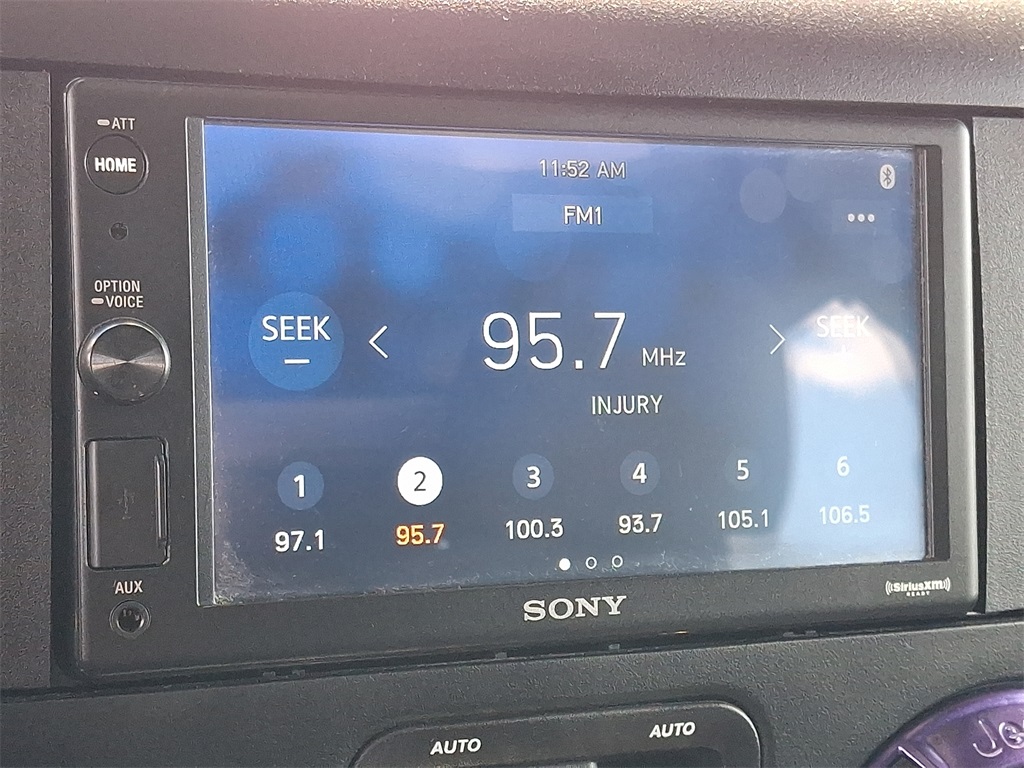 ATT
HOME
OPTION
VOICE
AUX
11:52 AM
FM1
SEEK
95.7 MHz
SEEK
INJURY
1 2 3 4 5 6
97.1 95.7 100.3 93.7 105.1 106.5
SONY
SiriusXM
READY
AUTO AUTO